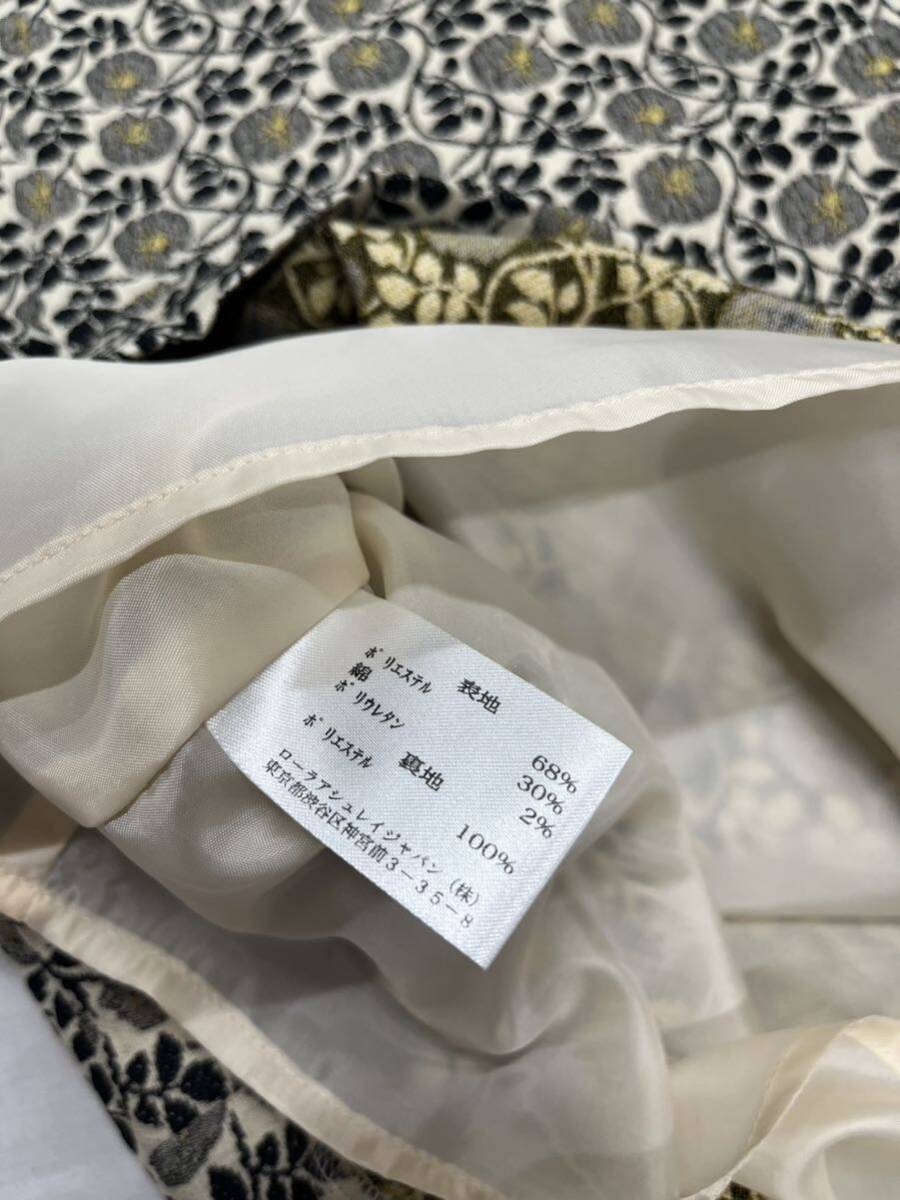 表地
ポリエステル 68%
綿 30%
ポリウレタン 2%
裏地
ポリエステル 100%
ローラアシュレイジャパン(株)
東京都渋谷区神宮前3-35-8